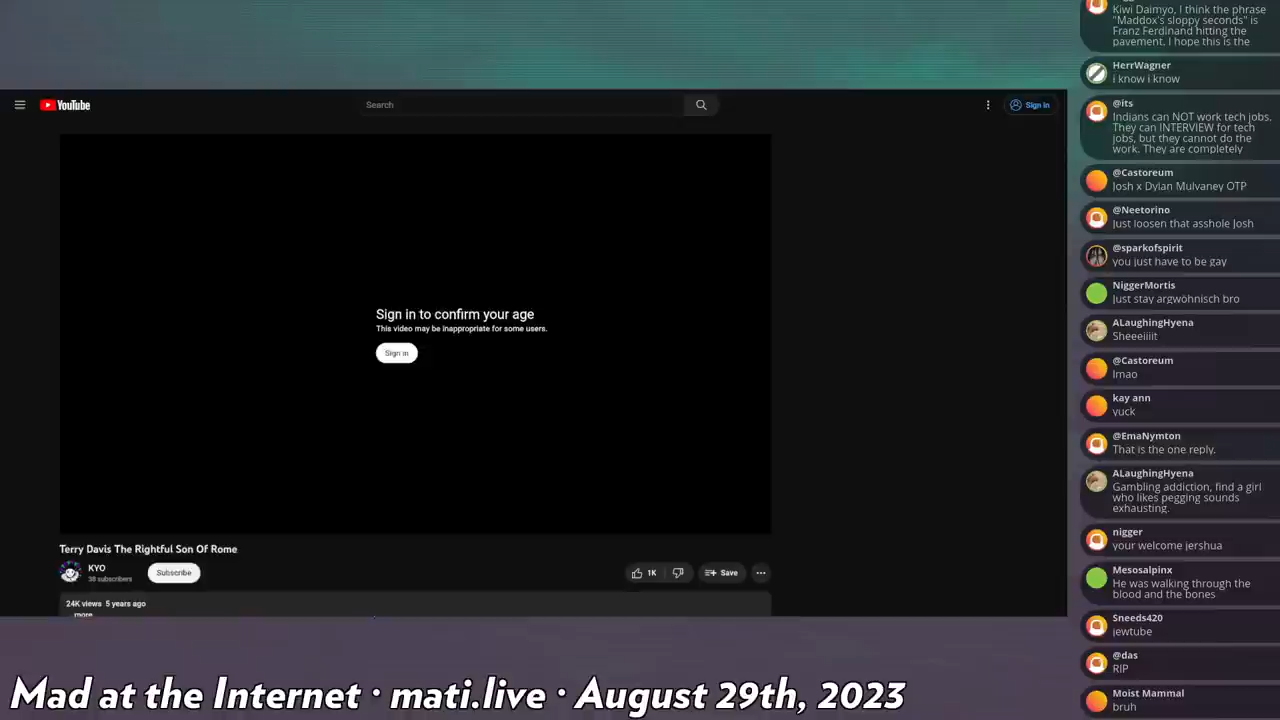 YouTube
Search
Sign in
Sign in to confirm your age
This video may be inappropriate for some users.
Sign in
Terry Davis The Rightful Son Of Rome
KYO
38 subscribers
Subscribe
1K
Save
24K views 5 years ago
more
Kiwi Daimyo, I think the phrase
"Maddox's sloppy seconds" is
Franz Ferdinand hitting the
pavement, I hope this is the
HerrWagner
i know i know
@its
Indians can NOT work tech jobs.
They can INTERVIEW for tech
jobs, but they cannot do the
work. They are completely
@Castoreum
Josh x Dylan Mulvaney OTP
@Neetorino
Just loosen that asshole Josh
@sparkofspirit
you just have to be gay
NiggerMortis
Just stay argwöhnisch bro
ALaughingHyena
Sheeeiiit
@Castoreum
lmao
kay ann
yuck
@EmaNymton
That is the one reply.
ALaughingHyena
Gambling addiction, find a girl
who likes pegging sounds
exhausting.
nigger
your welcome jershua
Mesosalpinx
He was walking through the
blood and the bones
Sneeds420
jewtube
@das
RIP
Moist Mammal
bruh
Mad at the Internet · mati.live · August 29th, 2023